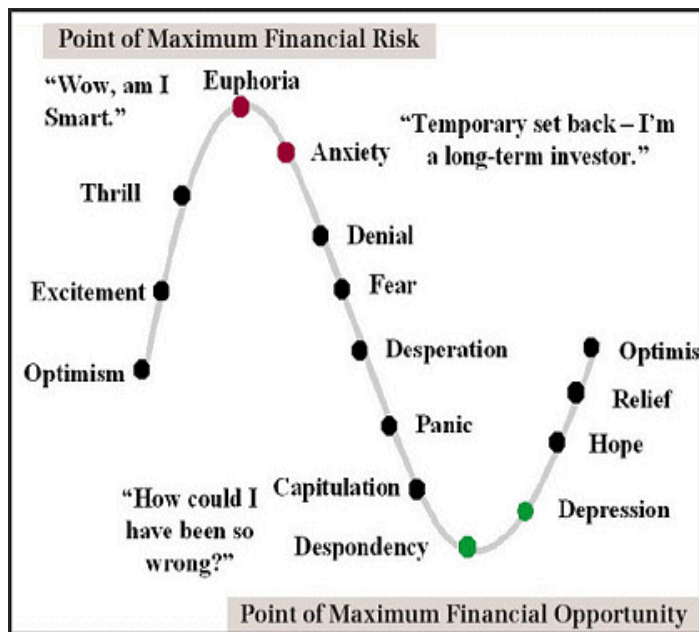 Point of Maximum Financial Risk
“Wow, am I
Smart.”
Euphoria
“Temporary set back – I’m
a long-term investor.”
Anxiety
Thrill
Denial
Excitement
Fear
Optimism
Desperation
Optimis
Relief
Panic
Hope
Capitulation
“How could I
have been so
wrong?”
Depression
Despondency
Point of Maximum Financial Opportunity